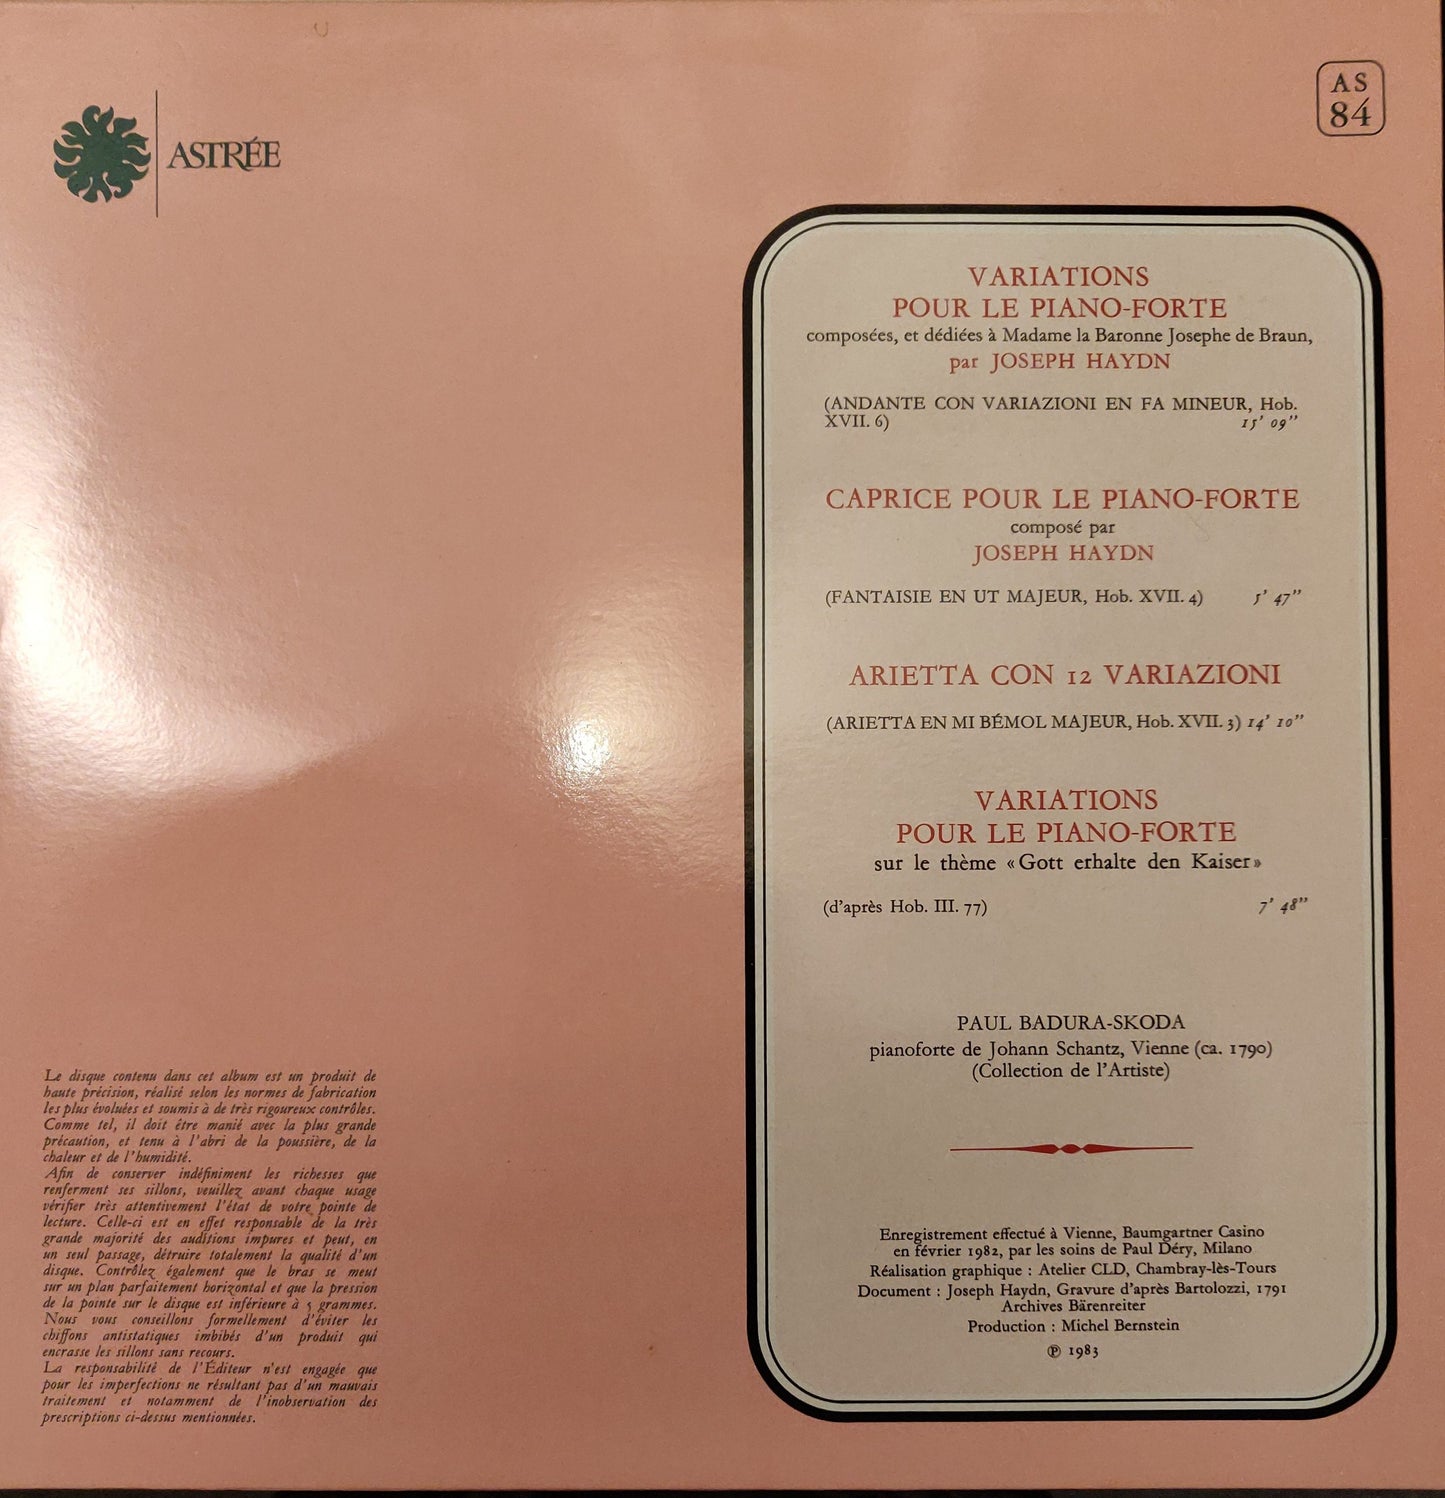 ASTRÉE
AS
84
VARIATIONS
POUR LE PIANO-FORTE
composées, et dédiées à Madame la Baronne Josephe de Braun,
par JOSEPH HAYDN
(ANDANTE CON VARIAZIONI EN FA MINEUR, Hob.
XVII. 6) 15' 09"
CAPRICE POUR LE PIANO-FORTE
composé par
JOSEPH HAYDN
(FANTAISIE EN UT MAJEUR, Hob. XVII. 4) 5' 47"
ARIETTA CON 12 VARIAZIONI
(ARIETTA EN MI BÉMOL MAJEUR, Hob. XVII. 3) 14' 10"
VARIATIONS
POUR LE PIANO-FORTE
sur le thème «Gott erhalte den Kaiser»
(d'après Hob. III. 77) 7' 48"
PAUL BADURA-SKODA
pianoforte de Johann Schantz, Vienne (ca. 1790)
(Collection de l'Artiste)
Enregistrement effectué à Vienne, Baumgartner Casino
en février 1982, par les soins de Paul Déry, Milano
Réalisation graphique : Atelier CLD, Chambray-lès-Tours
Document : Joseph Haydn, Gravure d'après Bartolozzi, 1791
Archives Bärenreiter
Production : Michel Bernstein
℗ 1983
Le disque contenu dans cet album est un produit de
haute précision, réalisé selon les normes de fabrication
les plus évoluées et soumis à de très rigoureux contrôles.
Comme tel, il doit être manié avec la plus grande
précaution, et tenu à l'abri de la poussière, de la
chaleur et de l'humidité.
Afin de conserver indéfiniment les richesses que
renferment ses sillons, veuillez avant chaque usage
vérifier très attentivement l'état de votre pointe de
lecture. Celle-ci est en effet responsable de la très
grande majorité des auditions impures et peut, en
un seul passage, détruire totalement la qualité d'un
disque. Contrôlez également que le bras se meut
sur un plan parfaitement horizontal et que la pression
de la pointe sur le disque est inférieure à 5 grammes.
Nous vous conseillons formellement d'éviter les
chiffons antistatiques imbibés d'un produit qui
encrasse les sillons sans recours.
La responsabilité de l'Éditeur n'est engagée que
pour les imperfections ne résultant pas d'un mauvais
traitement et notamment de l'inobservation des
prescriptions ci-dessus mentionnées.